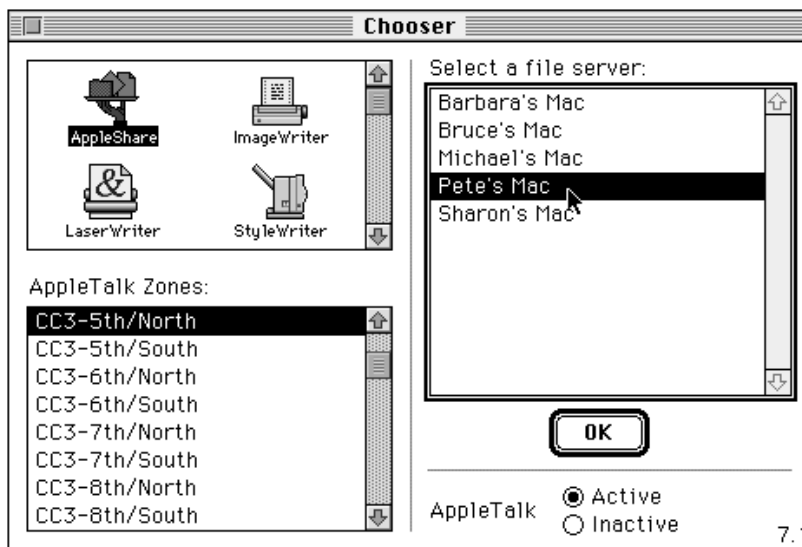 Chooser
AppleShare
ImageWriter
LaserWriter
StyleWriter
AppleTalk Zones:
CC3-5th/North
CC3-5th/South
CC3-6th/North
CC3-6th/South
CC3-7th/North
CC3-7th/South
CC3-8th/North
CC3-8th/South
Select a file server:
Barbara's Mac
Bruce's Mac
Michael's Mac
Pete's Mac
Sharon's Mac
OK
AppleTalk
Active
Inactive